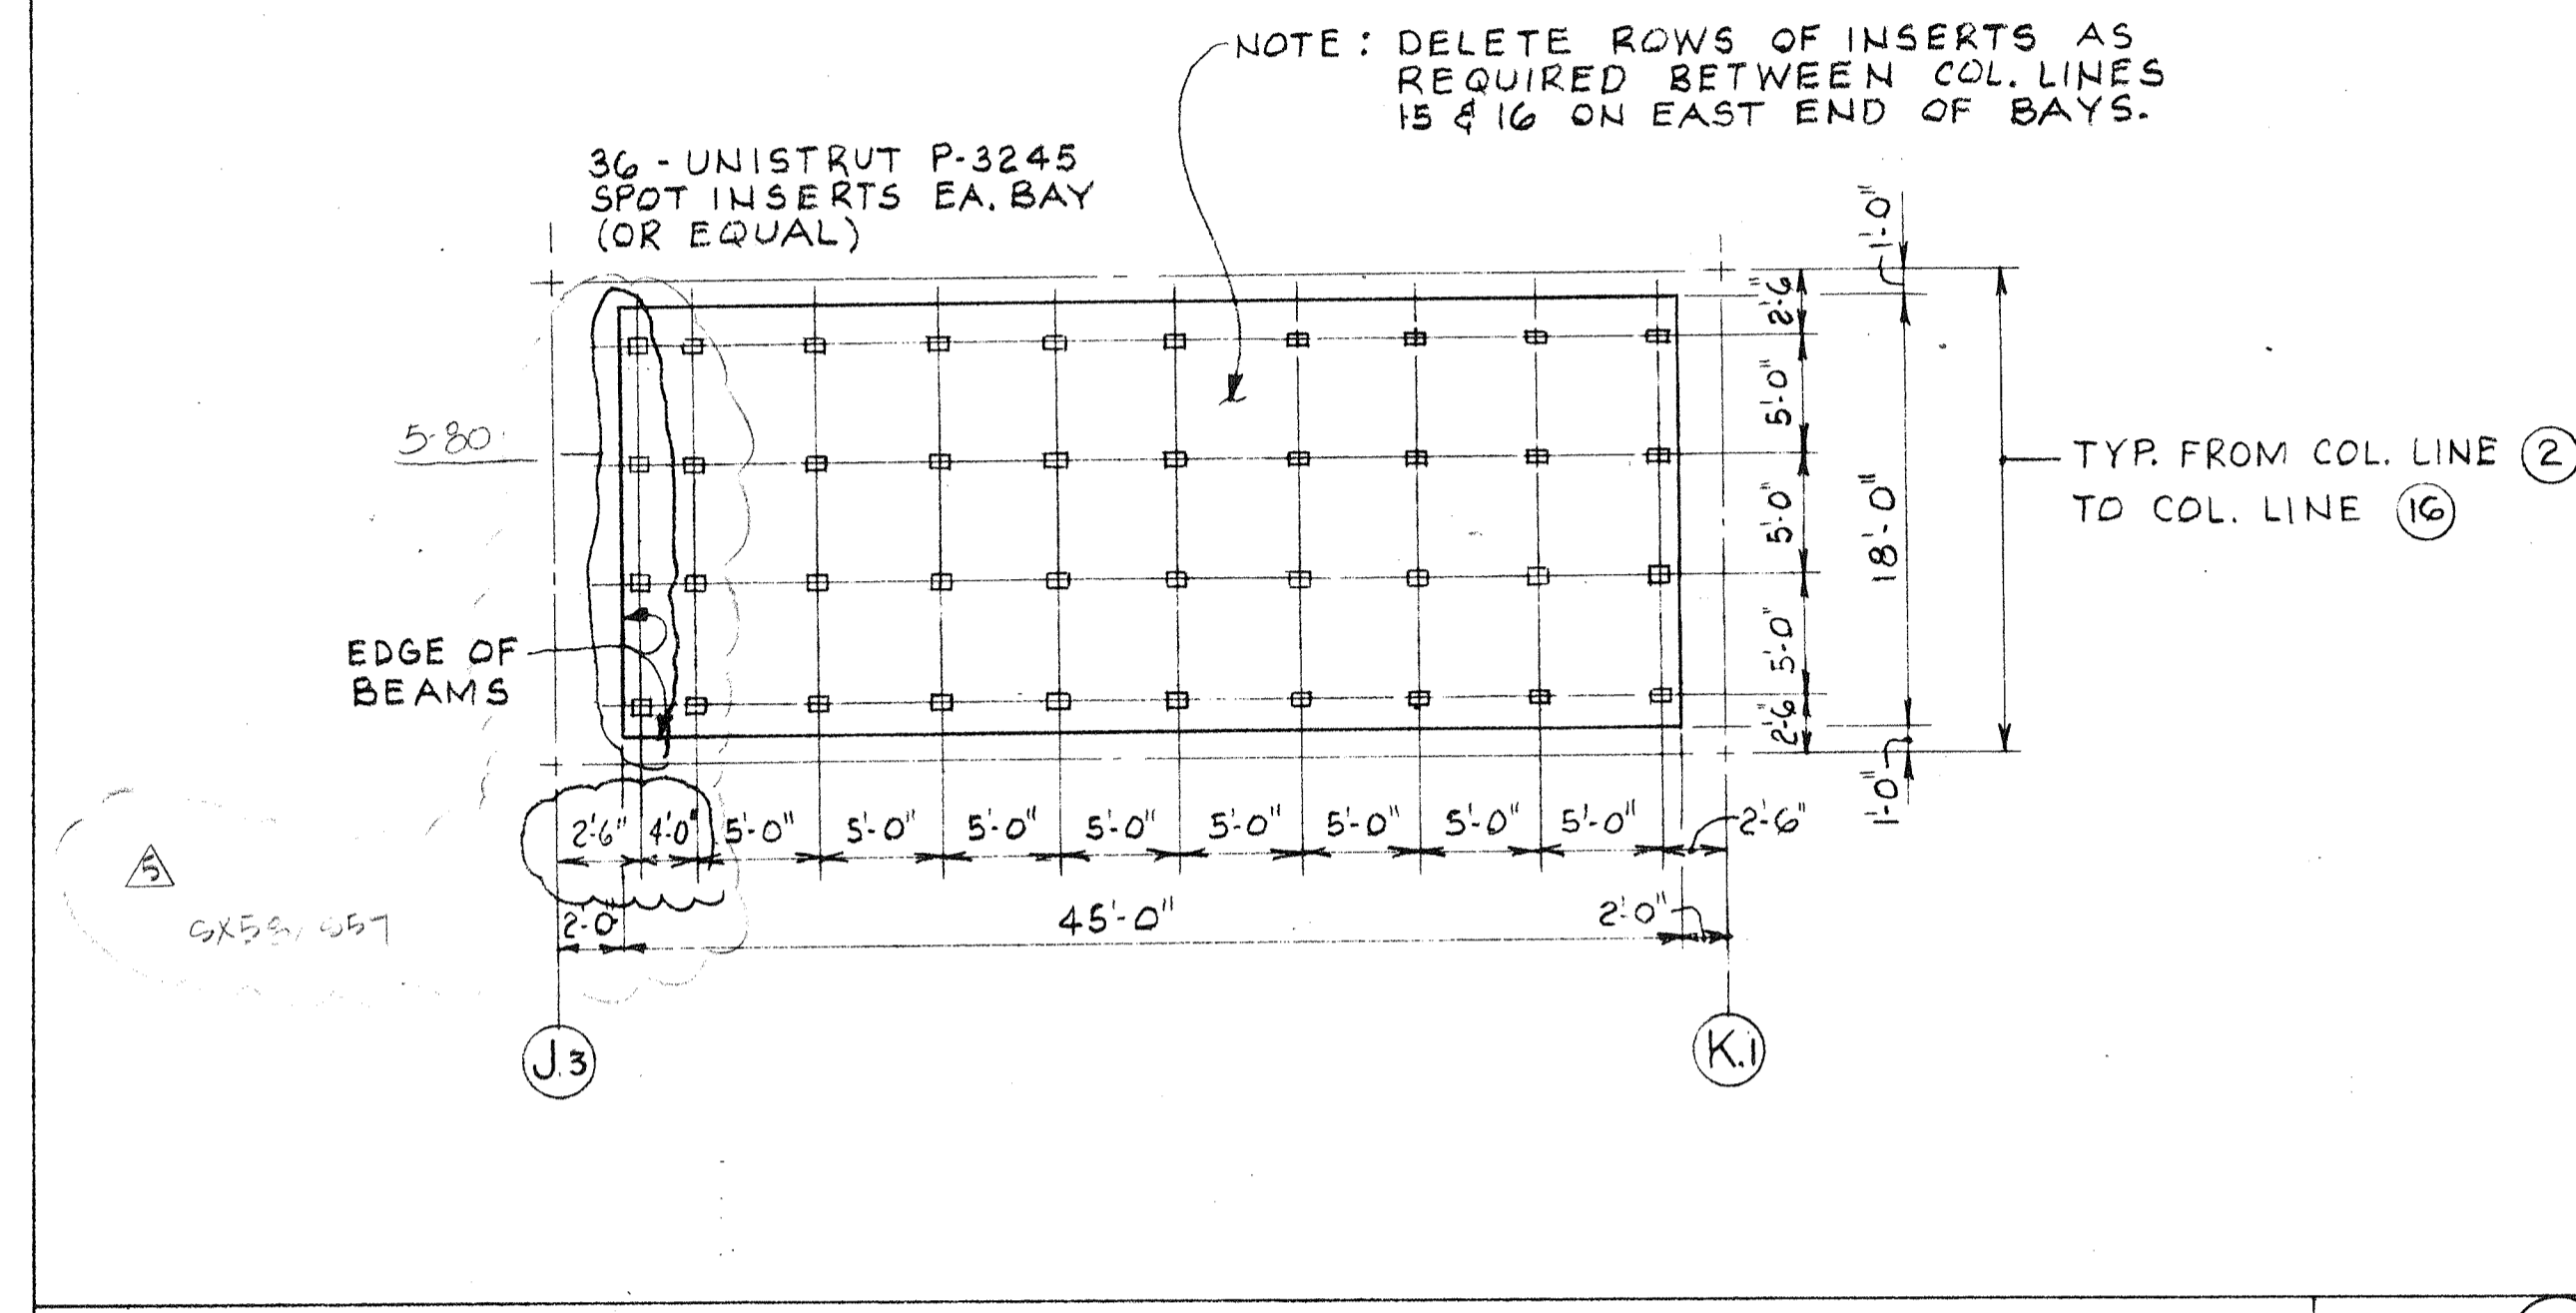 NOTE: DELETE ROWS OF INSERTS AS
REQUIRED BETWEEN COL. LINES
15 & 16 ON EAST END OF BAYS.
36 - UNISTRUT P-3245
SPOT INSERTS EA. BAY
(OR EQUAL)
1'-0"
2'-6"
5'-0"
5'-0"
5'-0"
2'-6"
18'-0"
1'-0"
TYP. FROM COL. LINE 2
TO COL. LINE 16
5-80
EDGE OF
BEAMS
2'-6" 4'-0" 5'-0" 5'-0" 5'-0" 5'-0" 5'-0" 5'-0" 5'-0" 5'-0" 2'-6"
2'-0" 45'-0" 2'-0"
5
J.3 K.1